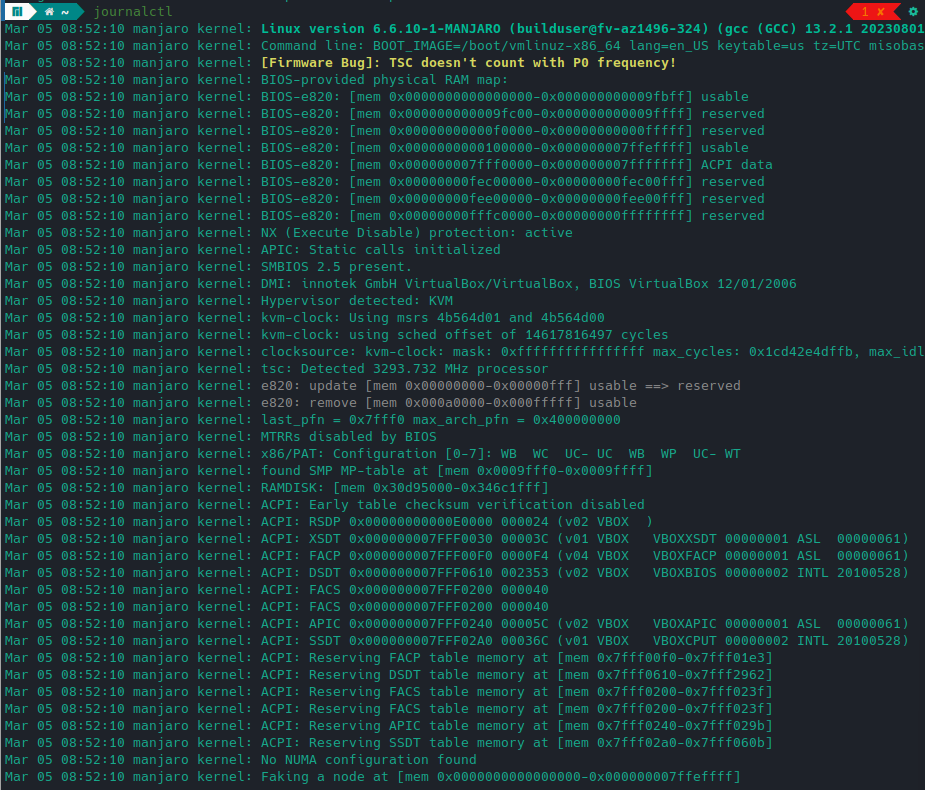 ~ journalctl 1 ✘
Mar 05 08:52:10 manjaro kernel: Linux version 6.6.10-1-MANJARO (builduser@fv-az1496-324) (gcc (GCC) 13.2.1 20230801
Mar 05 08:52:10 manjaro kernel: Command line: BOOT_IMAGE=/boot/vmlinuz-x86_64 lang=en_US keytable=us tz=UTC misobas
Mar 05 08:52:10 manjaro kernel: [Firmware Bug]: TSC doesn't count with P0 frequency!
Mar 05 08:52:10 manjaro kernel: BIOS-provided physical RAM map:
Mar 05 08:52:10 manjaro kernel: BIOS-e820: [mem 0x0000000000000000-0x000000000009fbff] usable
Mar 05 08:52:10 manjaro kernel: BIOS-e820: [mem 0x000000000009fc00-0x000000000009ffff] reserved
Mar 05 08:52:10 manjaro kernel: BIOS-e820: [mem 0x00000000000f0000-0x00000000000fffff] reserved
Mar 05 08:52:10 manjaro kernel: BIOS-e820: [mem 0x0000000000100000-0x000000007ffeffff] usable
Mar 05 08:52:10 manjaro kernel: BIOS-e820: [mem 0x000000007fff0000-0x000000007fffffff] ACPI data
Mar 05 08:52:10 manjaro kernel: BIOS-e820: [mem 0x00000000fec00000-0x00000000fec00fff] reserved
Mar 05 08:52:10 manjaro kernel: BIOS-e820: [mem 0x00000000fee00000-0x00000000fee00fff] reserved
Mar 05 08:52:10 manjaro kernel: BIOS-e820: [mem 0x00000000fffc0000-0x00000000ffffffff] reserved
Mar 05 08:52:10 manjaro kernel: NX (Execute Disable) protection: active
Mar 05 08:52:10 manjaro kernel: APIC: Static calls initialized
Mar 05 08:52:10 manjaro kernel: SMBIOS 2.5 present.
Mar 05 08:52:10 manjaro kernel: DMI: innotek GmbH VirtualBox/VirtualBox, BIOS VirtualBox 12/01/2006
Mar 05 08:52:10 manjaro kernel: Hypervisor detected: KVM
Mar 05 08:52:10 manjaro kernel: kvm-clock: Using msrs 4b564d01 and 4b564d00
Mar 05 08:52:10 manjaro kernel: kvm-clock: using sched offset of 14617816497 cycles
Mar 05 08:52:10 manjaro kernel: clocksource: kvm-clock: mask: 0xffffffffffffffff max_cycles: 0x1cd42e4dffb, max_idl
Mar 05 08:52:10 manjaro kernel: tsc: Detected 3293.732 MHz processor
Mar 05 08:52:10 manjaro kernel: e820: update [mem 0x00000000-0x00000fff] usable ==> reserved
Mar 05 08:52:10 manjaro kernel: e820: remove [mem 0x000a0000-0x000fffff] usable
Mar 05 08:52:10 manjaro kernel: last_pfn = 0x7fff0 max_arch_pfn = 0x400000000
Mar 05 08:52:10 manjaro kernel: MTRRs disabled by BIOS
Mar 05 08:52:10 manjaro kernel: x86/PAT: Configuration [0-7]: WB  WC  UC- UC  WB  WP  UC- WT
Mar 05 08:52:10 manjaro kernel: found SMP MP-table at [mem 0x0009fff0-0x0009ffff]
Mar 05 08:52:10 manjaro kernel: RAMDISK: [mem 0x30d95000-0x346c1fff]
Mar 05 08:52:10 manjaro kernel: ACPI: Early table checksum verification disabled
Mar 05 08:52:10 manjaro kernel: ACPI: RSDP 0x00000000000E0000 000024 (v02 VBOX  )
Mar 05 08:52:10 manjaro kernel: ACPI: XSDT 0x000000007FFF0030 00003C (v01 VBOX   VBOXXSDT 00000001 ASL  00000061)
Mar 05 08:52:10 manjaro kernel: ACPI: FACP 0x000000007FFF00F0 0000F4 (v04 VBOX   VBOXFACP 00000001 ASL  00000061)
Mar 05 08:52:10 manjaro kernel: ACPI: DSDT 0x000000007FFF0610 002353 (v02 VBOX   VBOXBIOS 00000002 INTL 20100528)
Mar 05 08:52:10 manjaro kernel: ACPI: FACS 0x000000007FFF0200 000040
Mar 05 08:52:10 manjaro kernel: ACPI: FACS 0x000000007FFF0200 000040
Mar 05 08:52:10 manjaro kernel: ACPI: APIC 0x000000007FFF0240 00005C (v02 VBOX   VBOXAPIC 00000001 ASL  00000061)
Mar 05 08:52:10 manjaro kernel: ACPI: SSDT 0x000000007FFF02A0 00036C (v01 VBOX   VBOXCPUT 00000002 INTL 20100528)
Mar 05 08:52:10 manjaro kernel: ACPI: Reserving FACP table memory at [mem 0x7fff00f0-0x7fff01e3]
Mar 05 08:52:10 manjaro kernel: ACPI: Reserving DSDT table memory at [mem 0x7fff0610-0x7fff2962]
Mar 05 08:52:10 manjaro kernel: ACPI: Reserving FACS table memory at [mem 0x7fff0200-0x7fff023f]
Mar 05 08:52:10 manjaro kernel: ACPI: Reserving FACS table memory at [mem 0x7fff0200-0x7fff023f]
Mar 05 08:52:10 manjaro kernel: ACPI: Reserving APIC table memory at [mem 0x7fff0240-0x7fff029b]
Mar 05 08:52:10 manjaro kernel: ACPI: Reserving SSDT table memory at [mem 0x7fff02a0-0x7fff060b]
Mar 05 08:52:10 manjaro kernel: No NUMA configuration found
Mar 05 08:52:10 manjaro kernel: Faking a node at [mem 0x0000000000000000-0x000000007ffeffff]